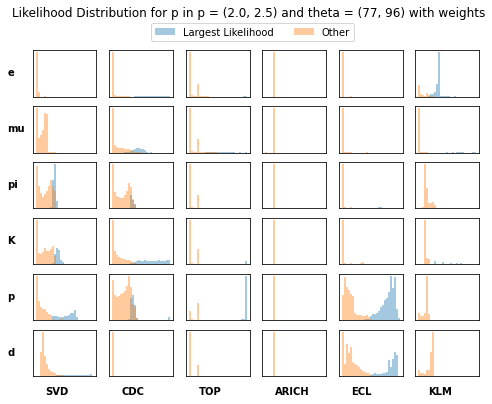 Likelihood Distribution for p in p = (2.0, 2.5) and theta = (77, 96) with weights
Largest Likelihood Other
e
mu
pi
K
p
d
SVD CDC TOP ARICH ECL KLM